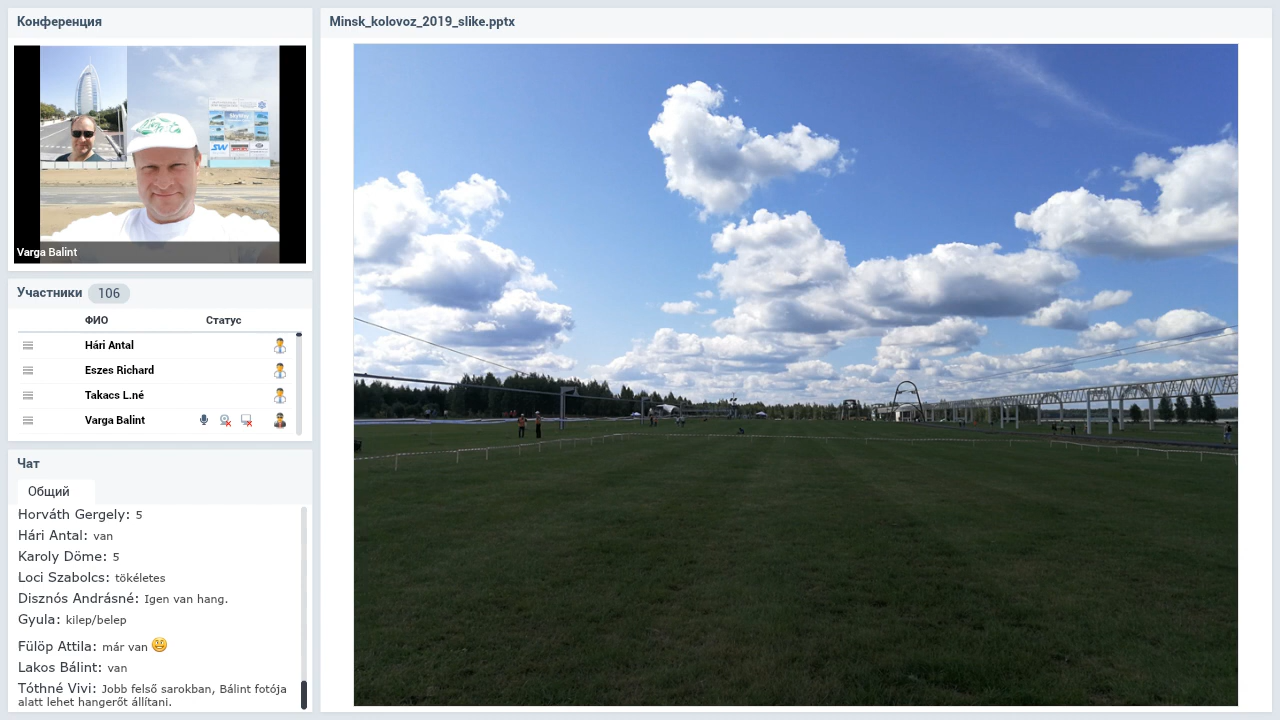 Конференция
Varga Balint
Участники 106
ФИО Статус
Hári Antal
Eszes Richard
Takacs L.né
Varga Balint
Чат
Общий
Horváth Gergely: 5
Hári Antal: van
Karoly Döme: 5
Loci Szabolcs: tökéletes
Disznós Andrásné: Igen van hang.
Gyula: kilep/belep
Fülöp Attila: már van
Lakos Bálint: van
Tóthné Vivi: Jobb felső sarokban, Bálint fotója
alatt lehet hangerőt állítani.
Minsk_kolovoz_2019_slike.pptx
SkyWay
SW